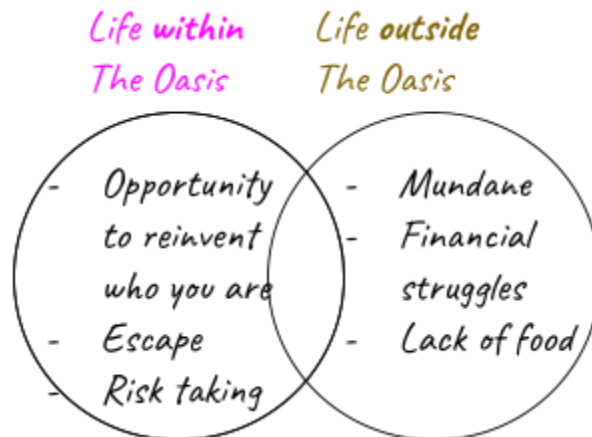 Life within
The Oasis
Life outside
The Oasis
- Opportunity
to reinvent
who you are
- Escape
- Risk taking
- Mundane
- Financial
struggles
- Lack of food